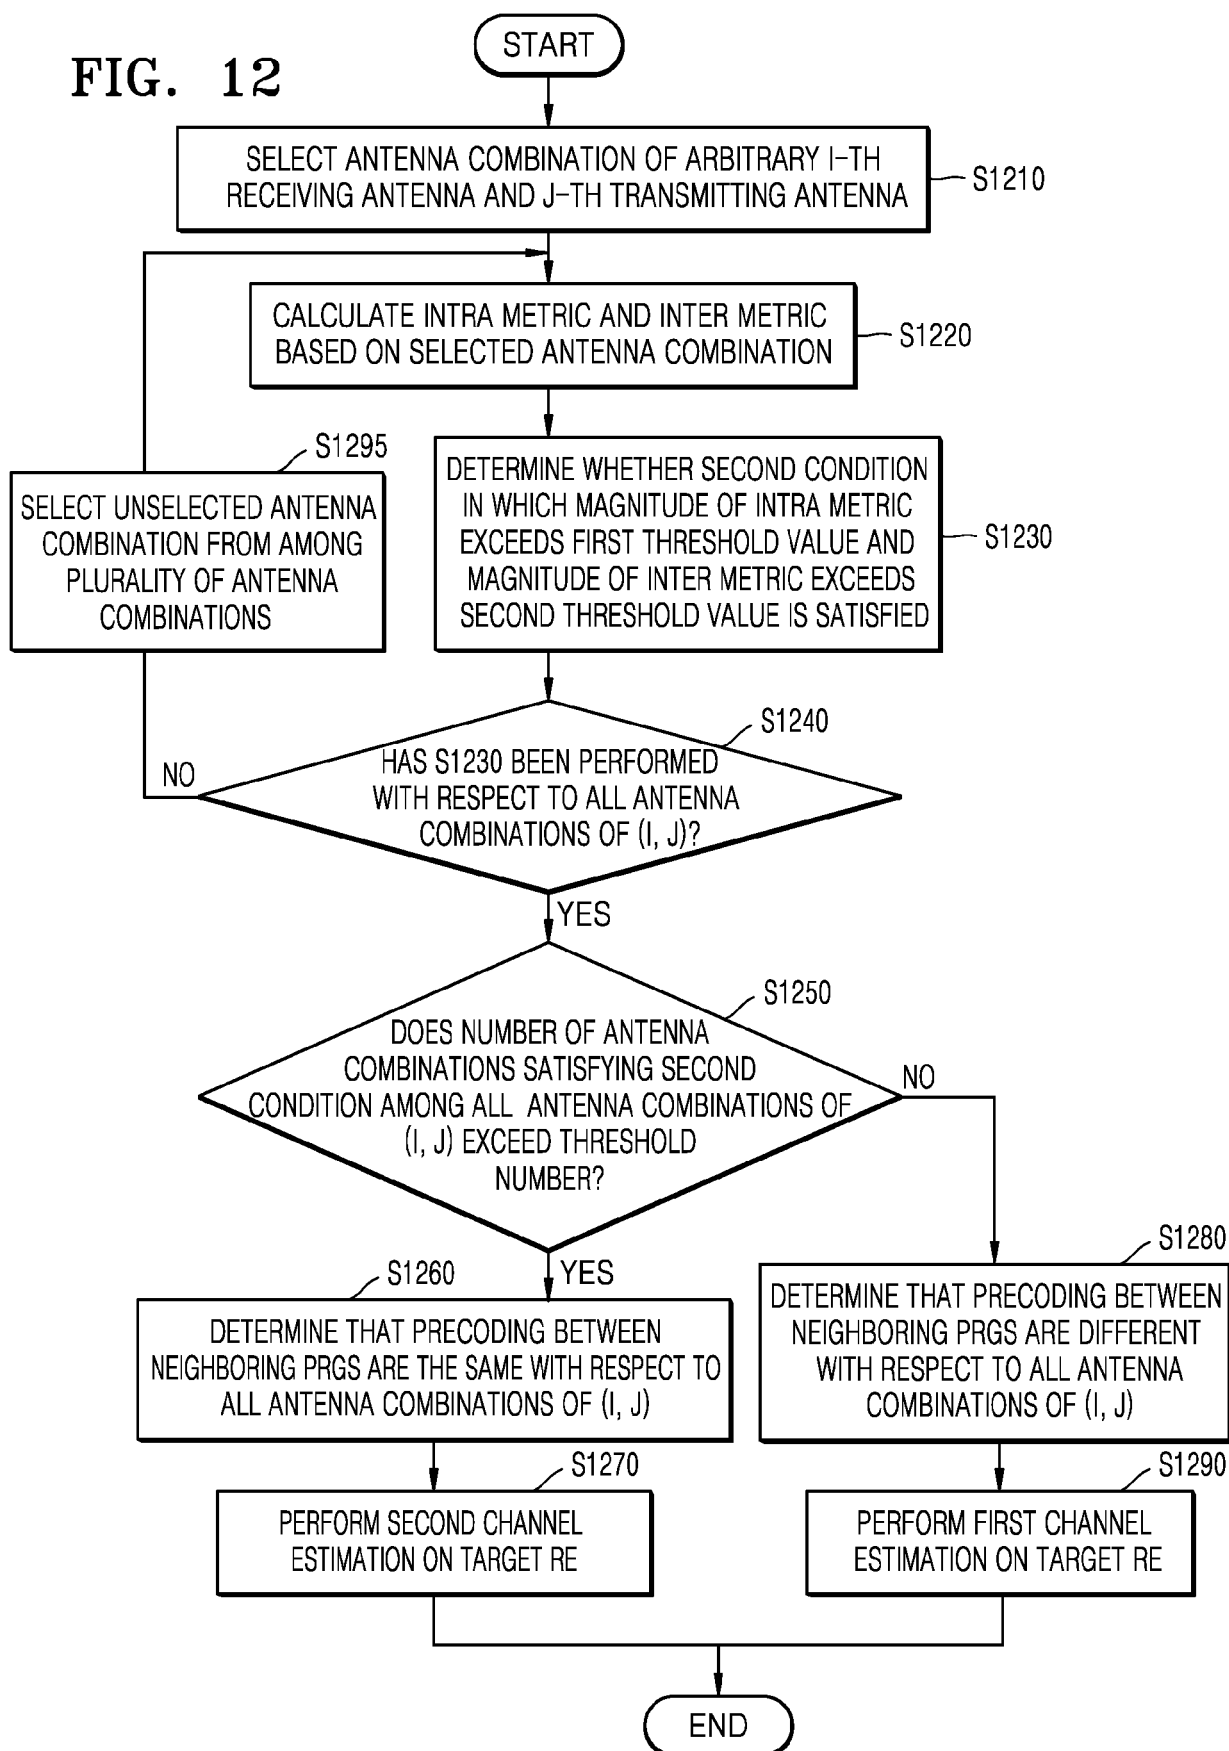 FIG. 12
START
SELECT ANTENNA COMBINATION OF ARBITRARY I-TH
RECEIVING ANTENNA AND J-TH TRANSMITTING ANTENNA
S1210
CALCULATE INTRA METRIC AND INTER METRIC
BASED ON SELECTED ANTENNA COMBINATION
S1220
S1295
SELECT UNSELECTED ANTENNA
COMBINATION FROM AMONG
PLURALITY OF ANTENNA
COMBINATIONS
DETERMINE WHETHER SECOND CONDITION
IN WHICH MAGNITUDE OF INTRA METRIC
EXCEEDS FIRST THRESHOLD VALUE AND
MAGNITUDE OF INTER METRIC EXCEEDS
SECOND THRESHOLD VALUE IS SATISFIED
S1230
S1240
HAS S1230 BEEN PERFORMED
WITH RESPECT TO ALL ANTENNA
COMBINATIONS OF (I, J)?
NO
YES
S1250
DOES NUMBER OF ANTENNA
COMBINATIONS SATISFYING SECOND
CONDITION AMONG ALL ANTENNA COMBINATIONS OF
(I, J) EXCEED THRESHOLD
NUMBER?
NO
YES
S1260
DETERMINE THAT PRECODING BETWEEN
NEIGHBORING PRGS ARE THE SAME WITH RESPECT TO
ALL ANTENNA COMBINATIONS OF (I, J)
S1280
DETERMINE THAT PRECODING BETWEEN
NEIGHBORING PRGS ARE DIFFERENT
WITH RESPECT TO ALL ANTENNA
COMBINATIONS OF (I, J)
S1270
PERFORM SECOND CHANNEL
ESTIMATION ON TARGET RE
S1290
PERFORM FIRST CHANNEL
ESTIMATION ON TARGET RE
END